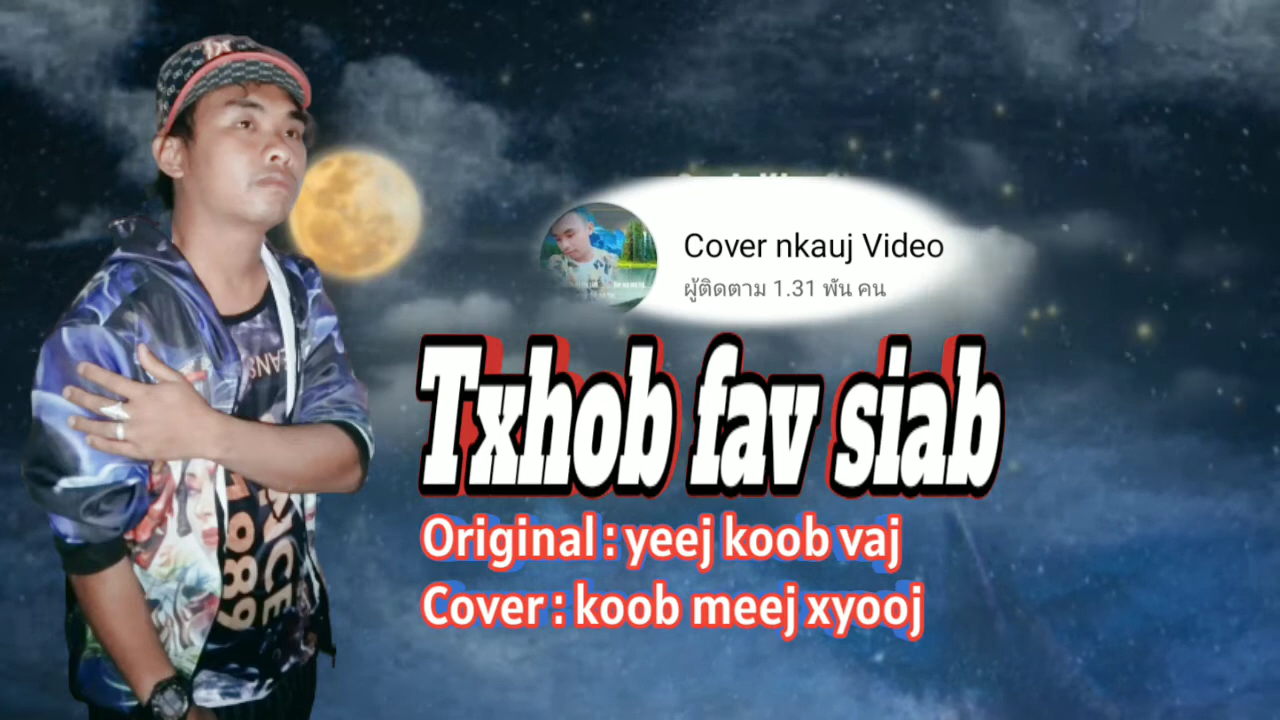 Cover nkauj Video
ผู้ติดตาม 1.31 พัน คน
Txhob fav siab
Original : yeej koob vaj
Cover : koob meej xyooj
1989